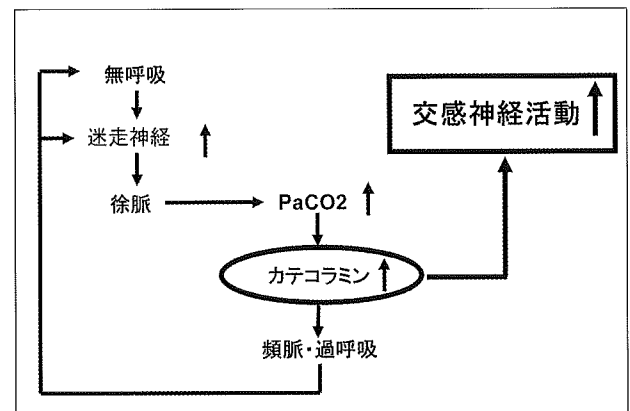 無呼吸
交感神経活動↑
迷走神経 ↑
徐脈
PaCO2 ↑
カテコラミン↑
頻脈・過呼吸